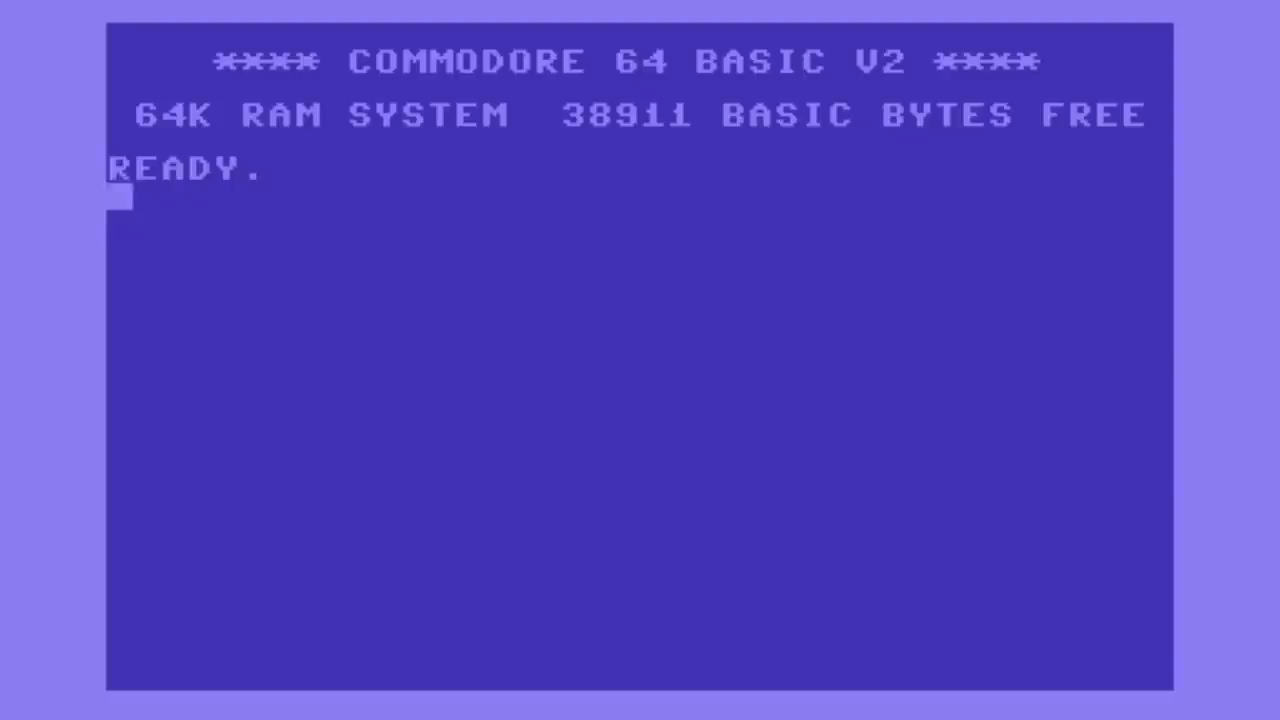 **** COMMODORE 64 BASIC V2 ****
64K RAM SYSTEM  38911 BASIC BYTES FREE
READY.